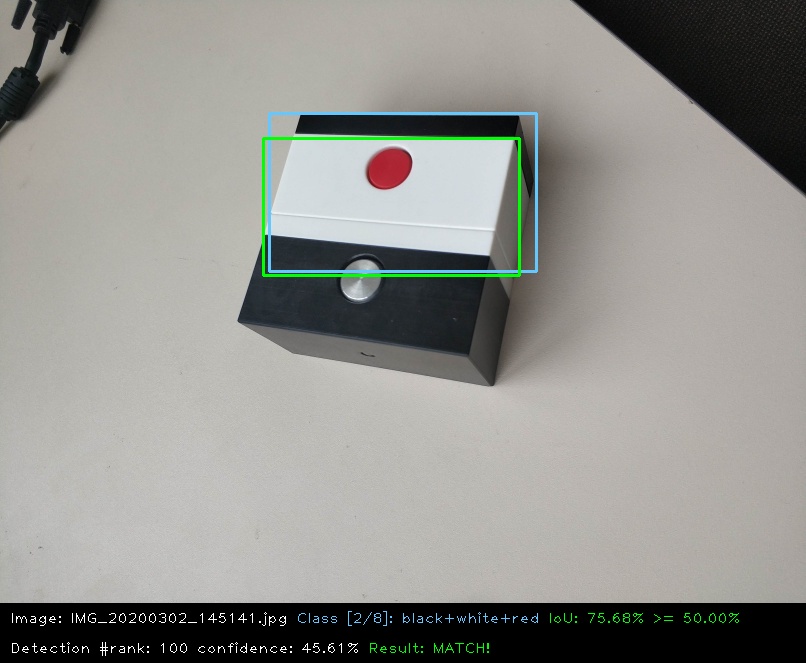 Image: IMG_20200302_145141.jpg Class [2/8]: black+white+red IoU: 75.68% >= 50.00%
Detection #rank: 100 confidence: 45.61% Result: MATCH!